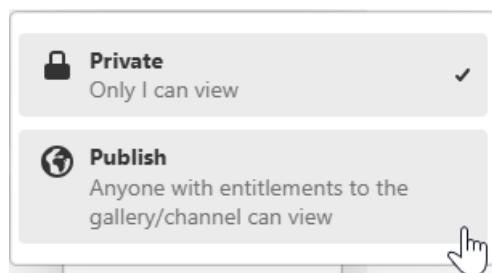 Private
Only I can view
Publish
Anyone with entitlements to the
gallery/channel can view